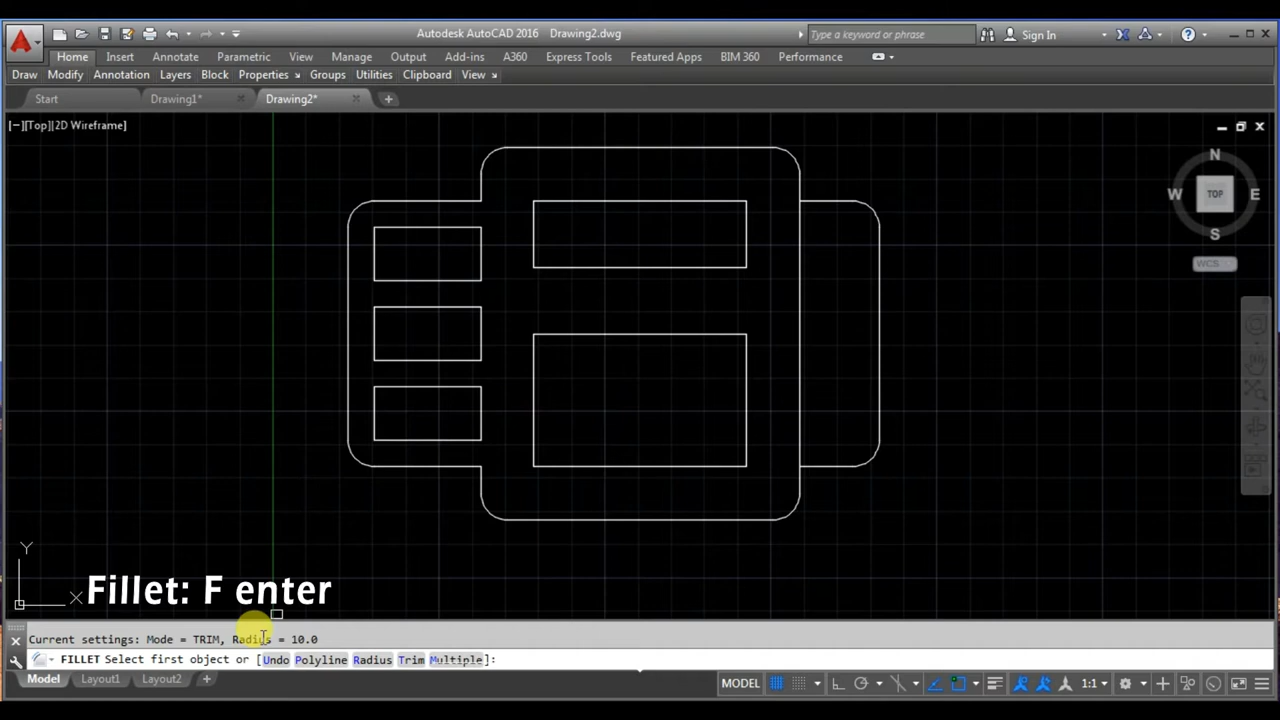 Autodesk AutoCAD 2016 Drawing2.dwg
Type a keyword or phrase
Sign In
Home Insert Annotate Parametric View Manage Output Add-ins A360 Express Tools Featured Apps BIM 360 Performance
Draw Modify Annotation Layers Block Properties Groups Utilities Clipboard View
Start Drawing1* Drawing2*
[−][Top][2D Wireframe]
N
W TOP E
S
WCS
Y
X
Fillet: F enter
Current settings: Mode = TRIM, Radius = 10.0
FILLET Select first object or [Undo Polyline Radius Trim Multiple]:
Model Layout1 Layout2 +
MODEL 1:1